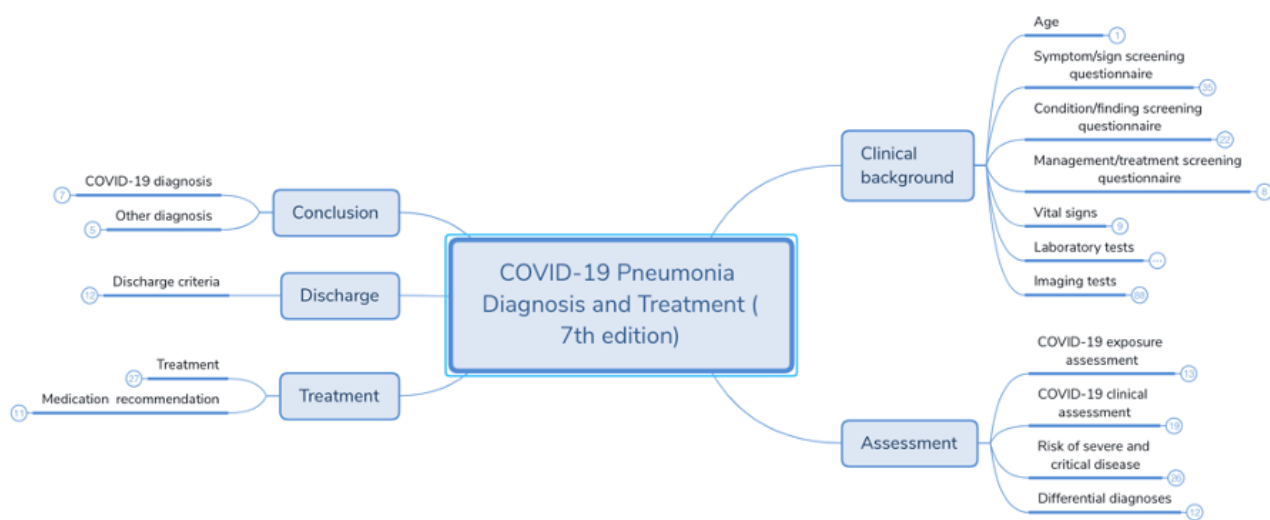 COVID-19 Pneumonia
Diagnosis and Treatment (
7th edition)
Clinical
background
Age
1
Symptom/sign screening
questionnaire
35
Condition/finding screening
questionnaire
22
Management/treatment screening
questionnaire
Vital signs
9
Laboratory tests
...
Imaging tests
88
Assessment
COVID-19 exposure
assessment
13
COVID-19 clinical
assessment
19
Risk of severe and
critical disease
26
Differential diagnoses
12
Conclusion
COVID-19 diagnosis
7
Other diagnosis
5
Discharge
Discharge criteria
12
Treatment
Treatment
27
Medication recommendation
11